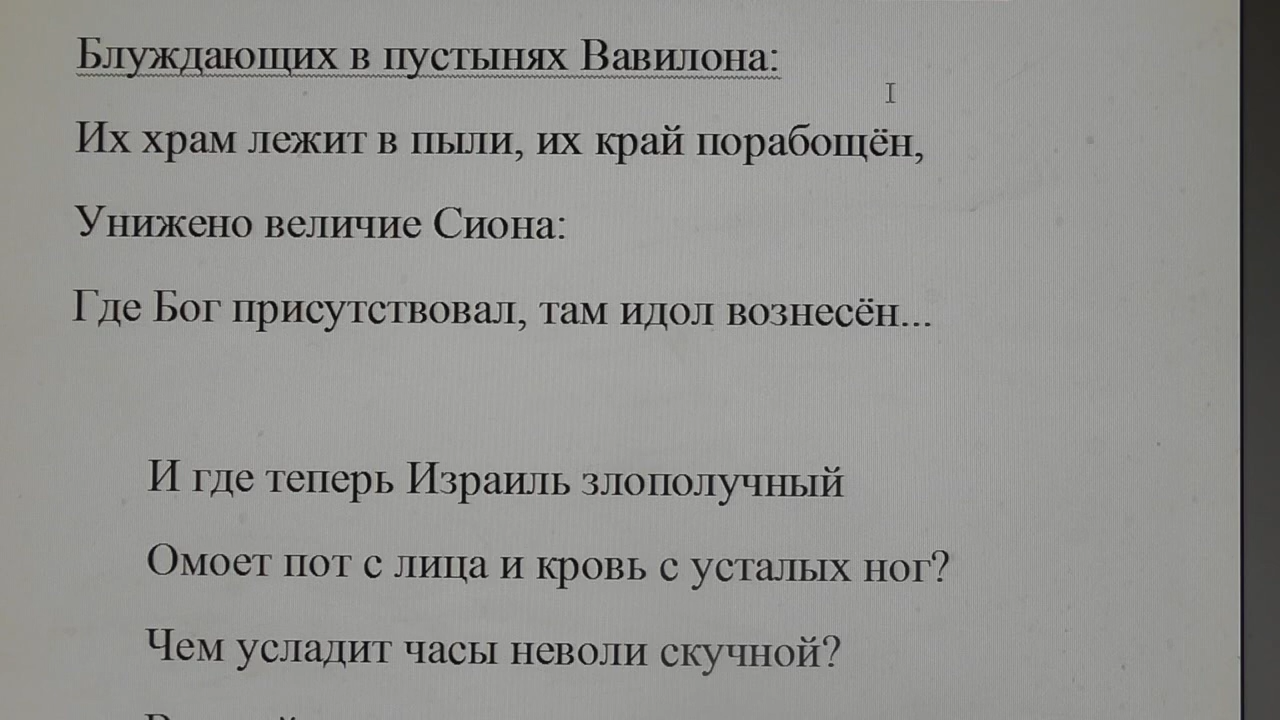 Блуждающих в пустынях Вавилона:
Их храм лежит в пыли, их край порабощён,
Унижено величие Сиона:
Где Бог присутствовал, там идол вознесён...
И где теперь Израиль злополучный
Омоет пот с лица и кровь с усталых ног?
Чем усладит часы неволи скучной?